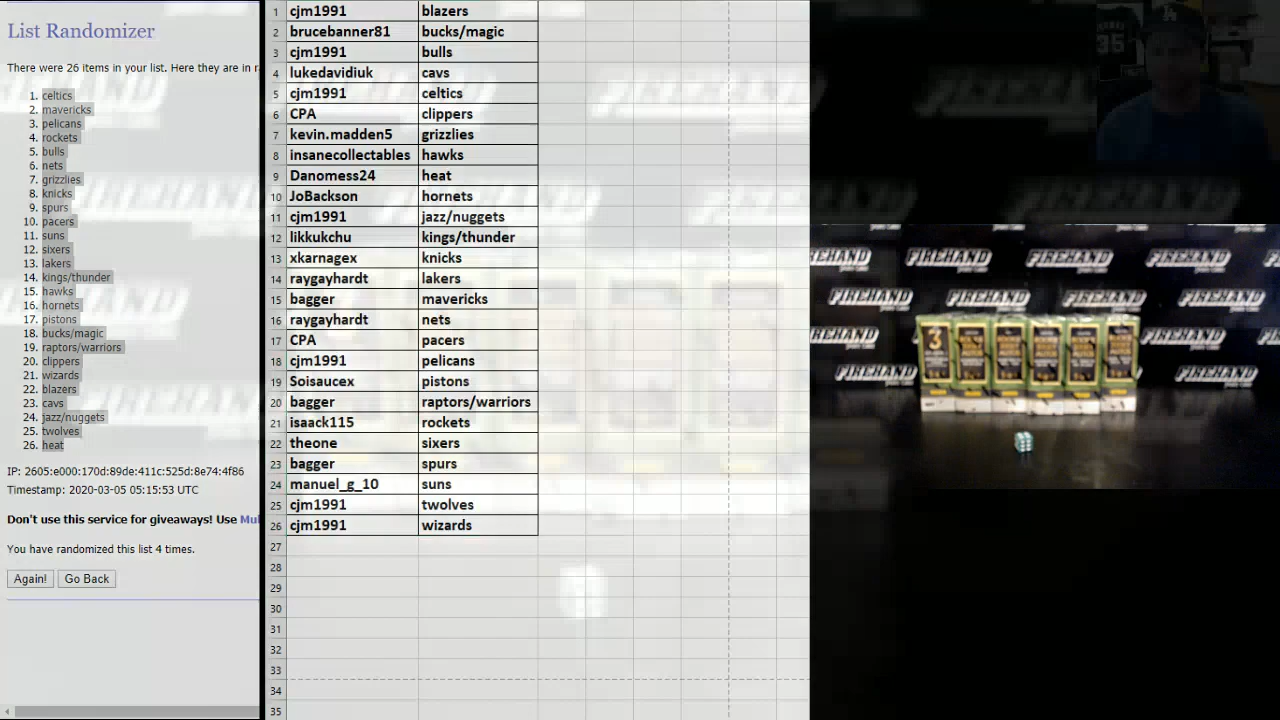 List Randomizer
There were 26 items in your list. Here they are in r
1. celtics
2. mavericks
3. pelicans
4. rockets
5. bulls
6. nets
7. grizzlies
8. knicks
9. spurs
10. pacers
11. suns
12. sixers
13. lakers
14. kings/thunder
15. hawks
16. hornets
17. pistons
18. bucks/magic
19. raptors/warriors
20. clippers
21. wizards
22. blazers
23. cavs
24. jazz/nuggets
25. twolves
26. heat
IP: 2605:e000:170d:89de:411c:525d:8e74:4f86
Timestamp: 2020-03-05 05:15:53 UTC
Don't use this service for giveaways! Use Mul
You have randomized this list 4 times.
Again! Go Back
1 cjm1991 blazers
2 brucebanner81 bucks/magic
3 cjm1991 bulls
4 lukedavidiuk cavs
5 cjm1991 celtics
6 CPA clippers
7 kevin.madden5 grizzlies
8 insanecollectables hawks
9 Danomess24 heat
10 JoBackson hornets
11 cjm1991 jazz/nuggets
12 likkukchu kings/thunder
13 xkarnagex knicks
14 raygayhardt lakers
15 bagger mavericks
16 raygayhardt nets
17 CPA pacers
18 cjm1991 pelicans
19 Soisaucex pistons
20 bagger raptors/warriors
21 isaack115 rockets
22 theone sixers
23 bagger spurs
24 manuel_g_10 suns
25 cjm1991 twolves
26 cjm1991 wizards
27
28
29
30
31
32
33
34
35
35
FIREHAND FIREHAND FIREHAND FIREHAND
FIREHAND FIREHAND FIREHAND FIREHAND
3
FIREHAND